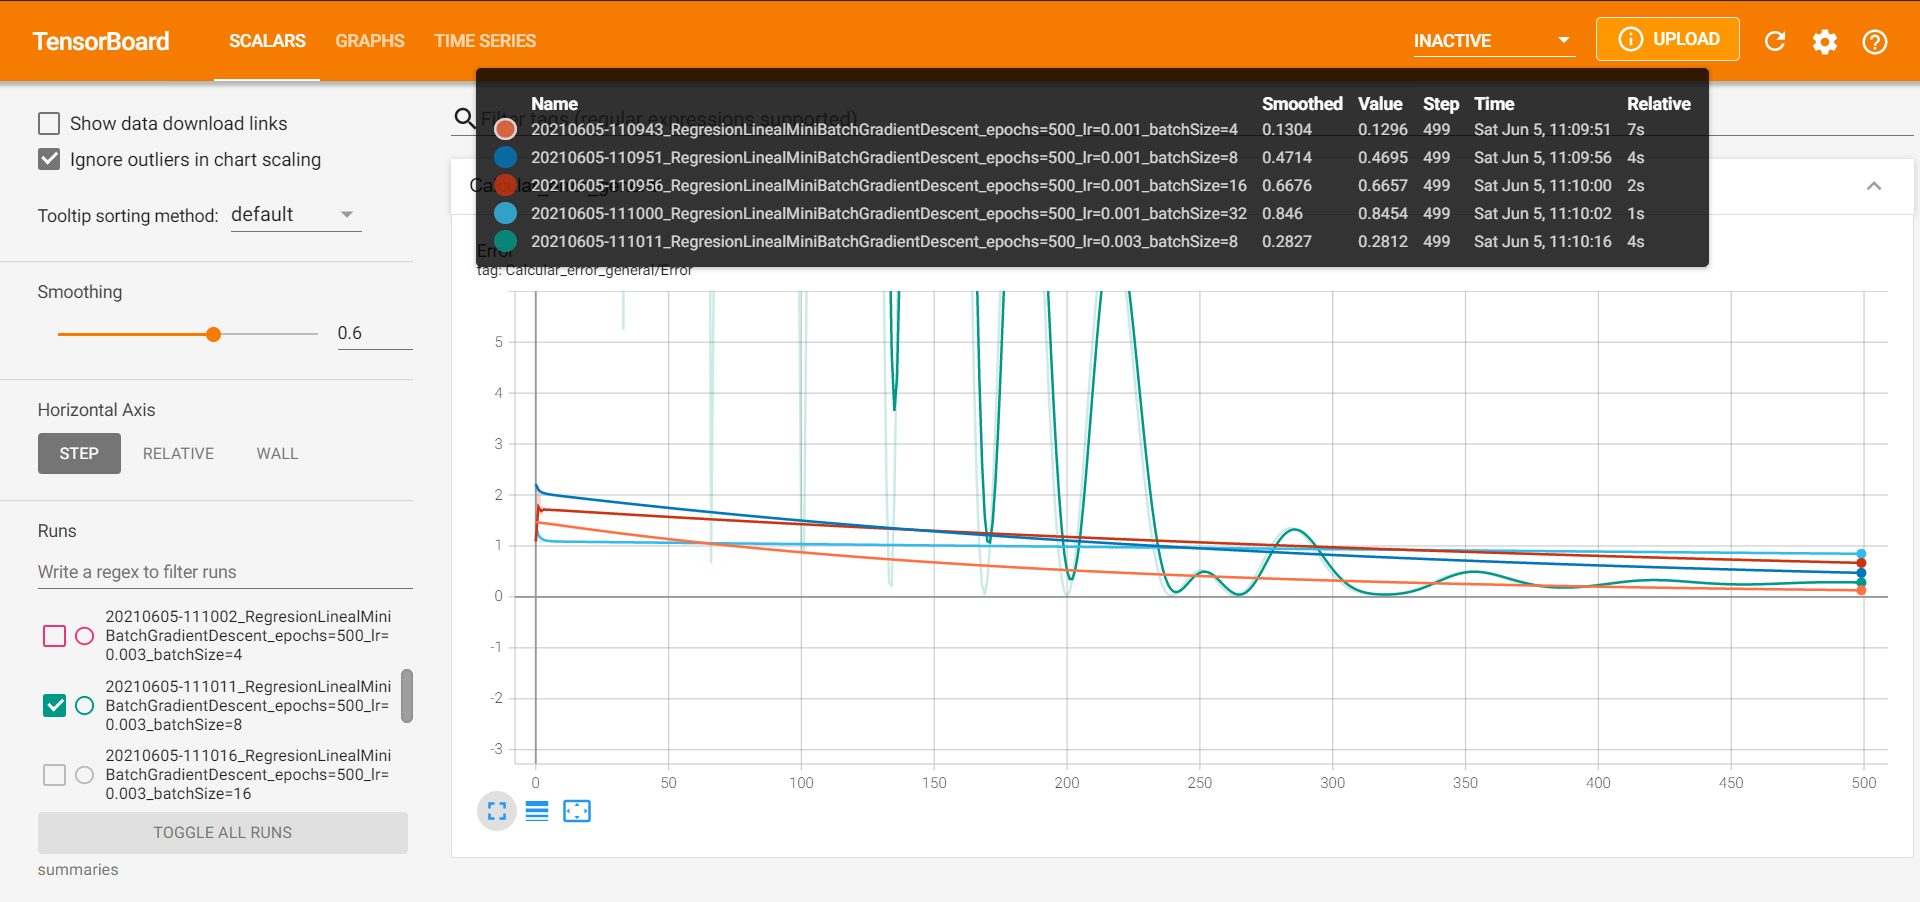 TensorBoard SCALARS GRAPHS TIME SERIES INACTIVE UPLOAD
Show data download links
Ignore outliers in chart scaling
Tooltip sorting method: default
Smoothing
0.6
Horizontal Axis
STEP RELATIVE WALL
Runs
Write a regex to filter runs
20210605-111002_RegresionLinealMini
BatchGradientDescent_epochs=500_lr=
0.003_batchSize=4
20210605-111011_RegresionLinealMini
BatchGradientDescent_epochs=500_lr=
0.003_batchSize=8
20210605-111016_RegresionLinealMini
BatchGradientDescent_epochs=500_lr=
0.003_batchSize=16
TOGGLE ALL RUNS
summaries
Filter tags (regular expressions supported)
Name Smoothed Value Step Time Relative
20210605-110943_RegresionLinealMiniBatchGradientDescent_epochs=500_lr=0.001_batchSize=4 0.1304 0.1296 499 Sat Jun 5, 11:09:51 7s
20210605-110951_RegresionLinealMiniBatchGradientDescent_epochs=500_lr=0.001_batchSize=8 0.4714 0.4695 499 Sat Jun 5, 11:09:56 4s
20210605-110956_RegresionLinealMiniBatchGradientDescent_epochs=500_lr=0.001_batchSize=16 0.6676 0.6657 499 Sat Jun 5, 11:10:00 2s
20210605-111000_RegresionLinealMiniBatchGradientDescent_epochs=500_lr=0.001_batchSize=32 0.846 0.8454 499 Sat Jun 5, 11:10:02 1s
20210605-111011_RegresionLinealMiniBatchGradientDescent_epochs=500_lr=0.003_batchSize=8 0.2827 0.2812 499 Sat Jun 5, 11:10:16 4s
Error
tag: Calcular_error_general/Error
5
4
3
2
1
0
-1
-2
-3
0 50 100 150 200 250 300 350 400 450 500